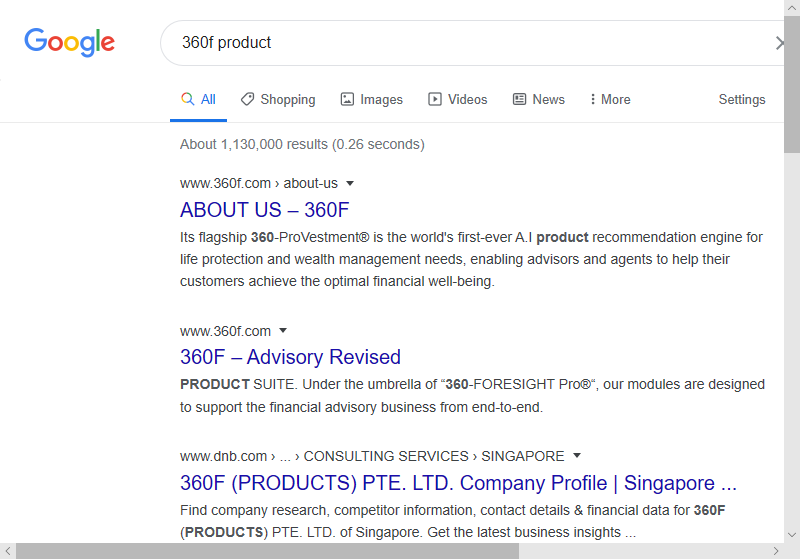 Google
360f product
All
Shopping
Images
Videos
News
More
Settings
About 1,130,000 results (0.26 seconds)
www.360f.com › about-us
ABOUT US – 360F
Its flagship 360-ProVestment® is the world's first-ever A.I product recommendation engine for
life protection and wealth management needs, enabling advisors and agents to help their
customers achieve the optimal financial well-being.
www.360f.com
360F – Advisory Revised
PRODUCT SUITE. Under the umbrella of “360-FORESIGHT Pro®“, our modules are designed
to support the financial advisory business from end-to-end.
www.dnb.com › ... › CONSULTING SERVICES › SINGAPORE
360F (PRODUCTS) PTE. LTD. Company Profile | Singapore ...
Find company research, competitor information, contact details & financial data for 360F
(PRODUCTS) PTE. LTD. of Singapore. Get the latest business insights ...